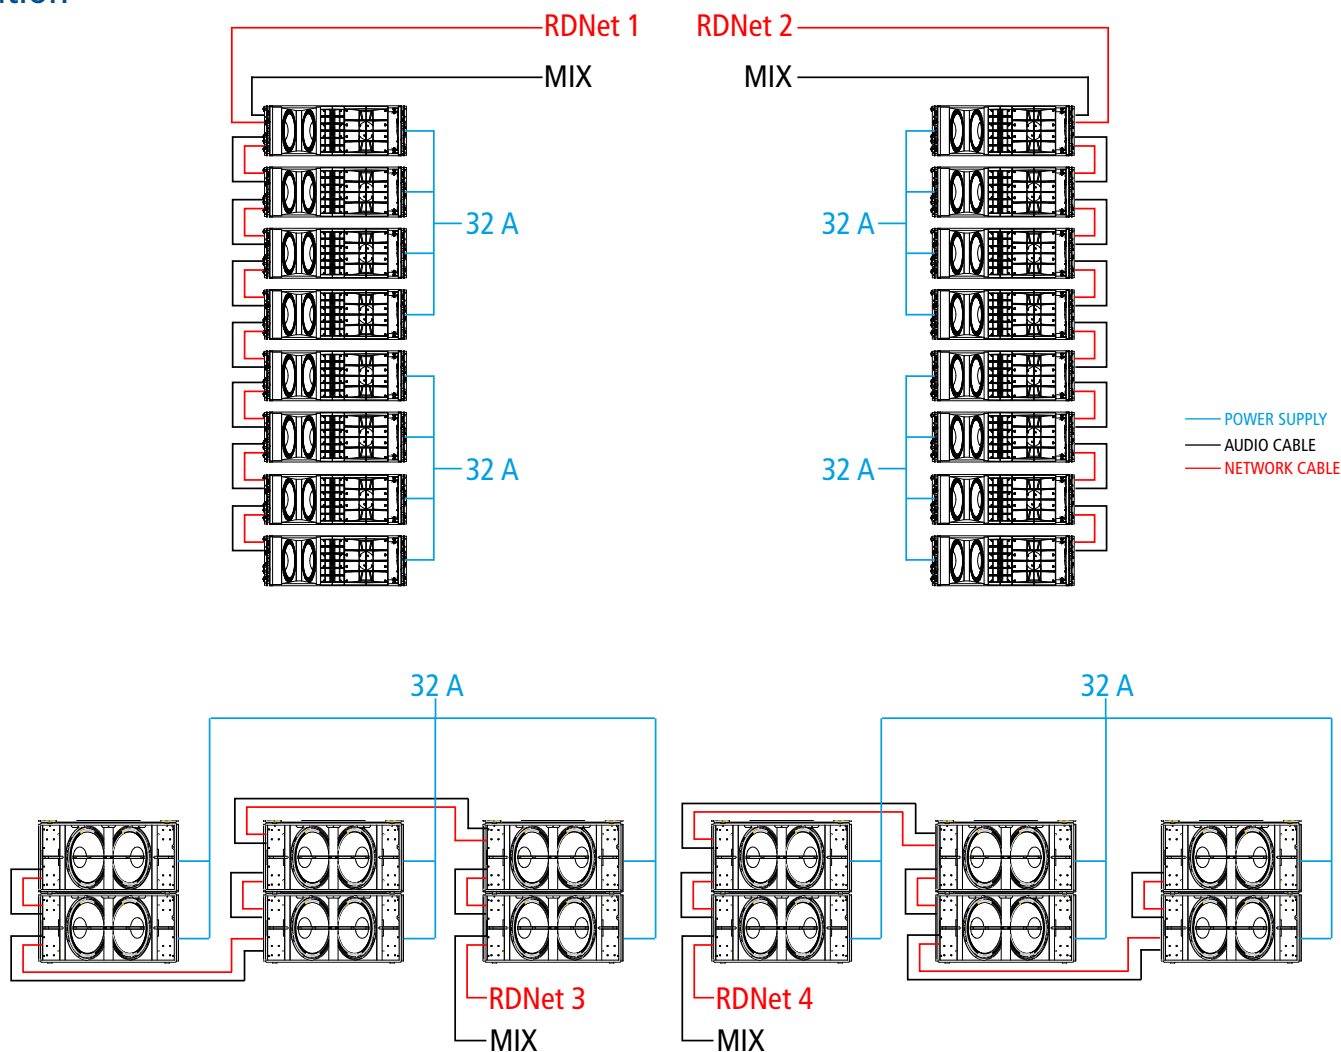 RDNet 1
RDNet 2
MIX
MIX
32 A
32 A
32 A
32 A
POWER SUPPLY
AUDIO CABLE
NETWORK CABLE
32 A
32 A
RDNet 3
RDNet 4
MIX
MIX